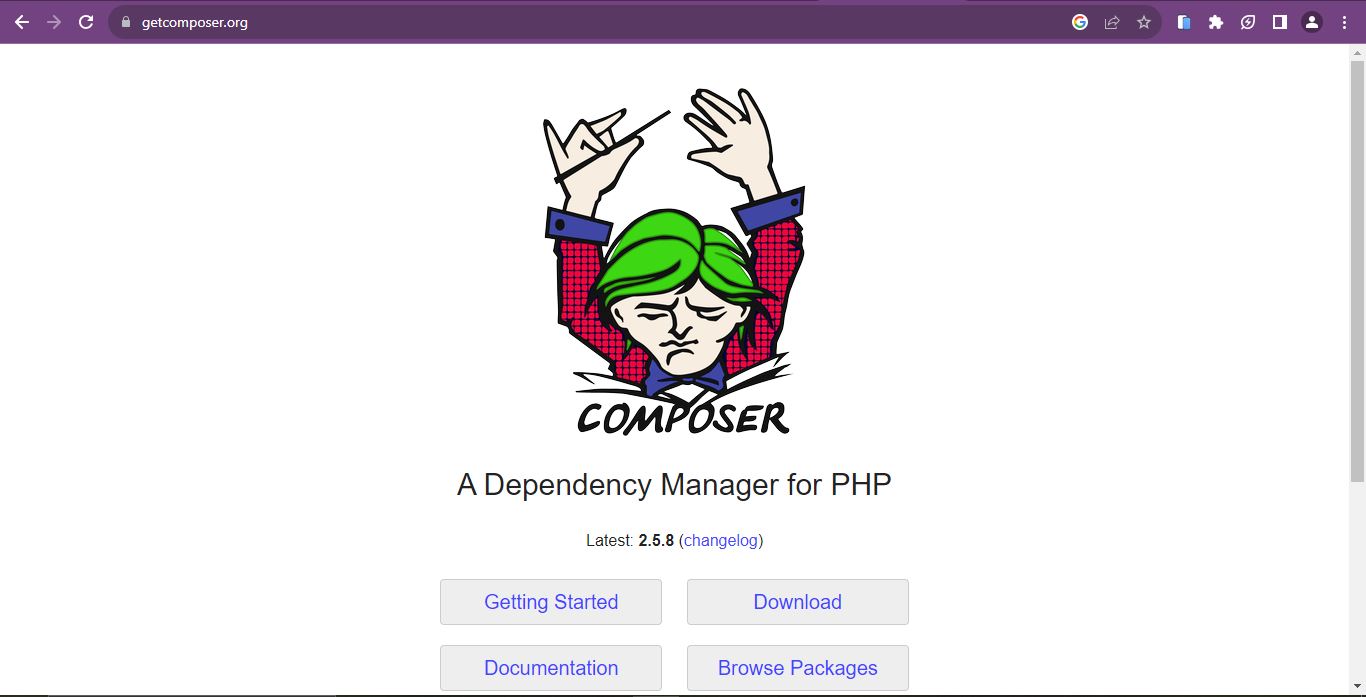 getcomposer.org
COMPOSER
A Dependency Manager for PHP
Latest: 2.5.8 (changelog)
Getting Started
Download
Documentation
Browse Packages